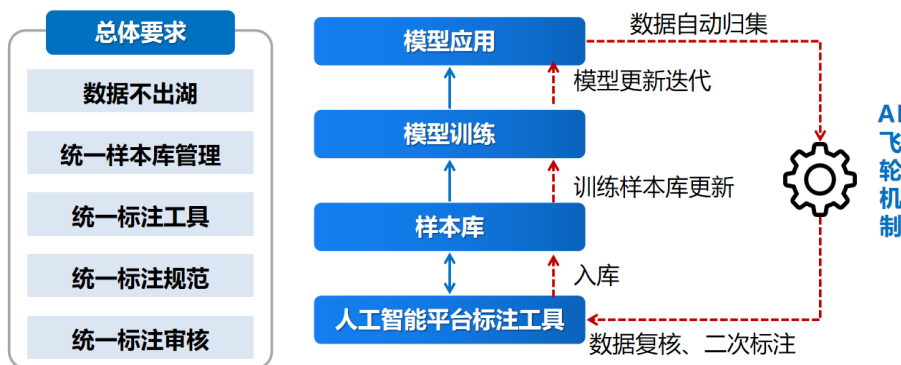 总体要求
数据不出湖
统一样本库管理
统一标注工具
统一标注规范
统一标注审核
模型应用
数据自动归集
模型更新迭代
模型训练
训练样本库更新
样本库
入库
人工智能平台标注工具
数据复核、二次标注
AI
飞
轮
机
制